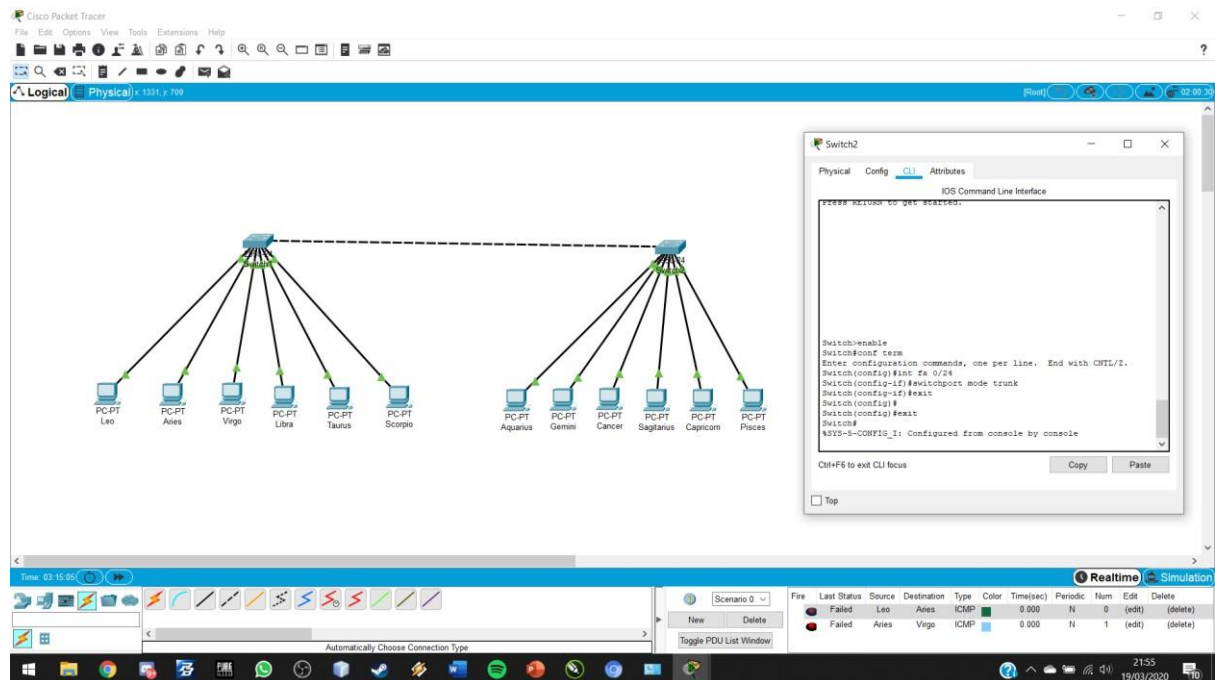 Cisco Packet Tracer
File Edit Options View Tools Extensions Help
?
Logical Physical x: 1331, y: 709 [Root] 02:00:30
Switch2
Physical Config CLI Attributes
IOS Command Line Interface
Press RETURN to get started.
Switch>enable
Switch#conf term
Enter configuration commands, one per line. End with CNTL/Z.
Switch(config)#int fa 0/24
Switch(config-if)#switchport mode trunk
Switch(config-if)#exit
Switch(config)#
Switch(config)#exit
Switch#
%SYS-5-CONFIG_I: Configured from console by console
Ctrl+F6 to exit CLI focus Copy Paste
Top
PC-PT PC-PT PC-PT PC-PT PC-PT PC-PT
Leo Aries Virgo Libra Taurus Scorpio
PC-PT PC-PT PC-PT PC-PT PC-PT PC-PT
Aquarius Gemini Cancer Sagitarius Capricorn Pisces
Time: 03:15:05 Realtime Simulation
Scenario 0
New Delete
Toggle PDU List Window
Fire Last Status Source Destination Type Color Time(sec) Periodic Num Edit Delete
Failed Leo Aries ICMP 0.000 N 0 (edit) (delete)
Failed Aries Virgo ICMP 0.000 N 1 (edit) (delete)
Automatically Choose Connection Type
21:55
19/03/2020